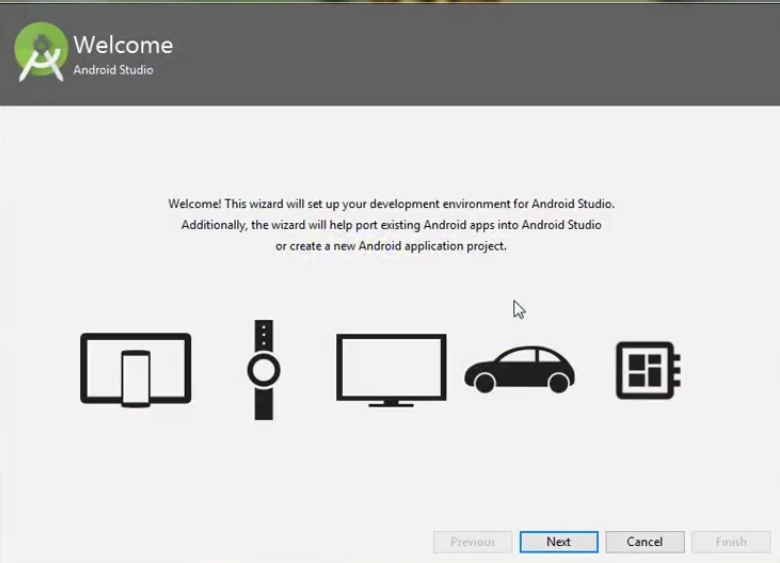 Welcome
Android Studio
Welcome! This wizard will set up your development environment for Android Studio.
Additionally, the wizard will help port existing Android apps into Android Studio
or create a new Android application project.
Previous
Next
Cancel
Finish